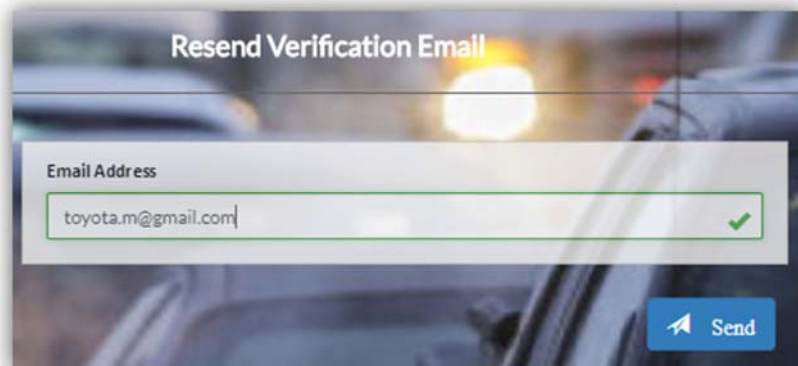 Resend Verification Email
Email Address
toyota.m@gmail.com
Send